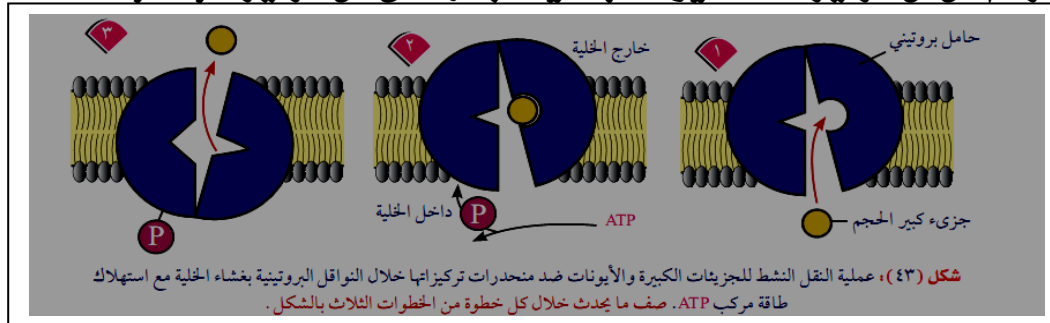 ١
حامل بروتيني
جزيء كبير الحجم
٢
خارج الخلية
داخل الخلية
P
ATP
٣
P
شكل (٤٣): عملية النقل النشط للجزيئات الكبيرة والأيونات ضد منحدرات تركيزاتها خلال النواقل البروتينية بغشاء الخلية مع استهلاك
طاقة مركب ATP. صف ما يحدث خلال كل خطوة من الخطوات الثلاث بالشكل.